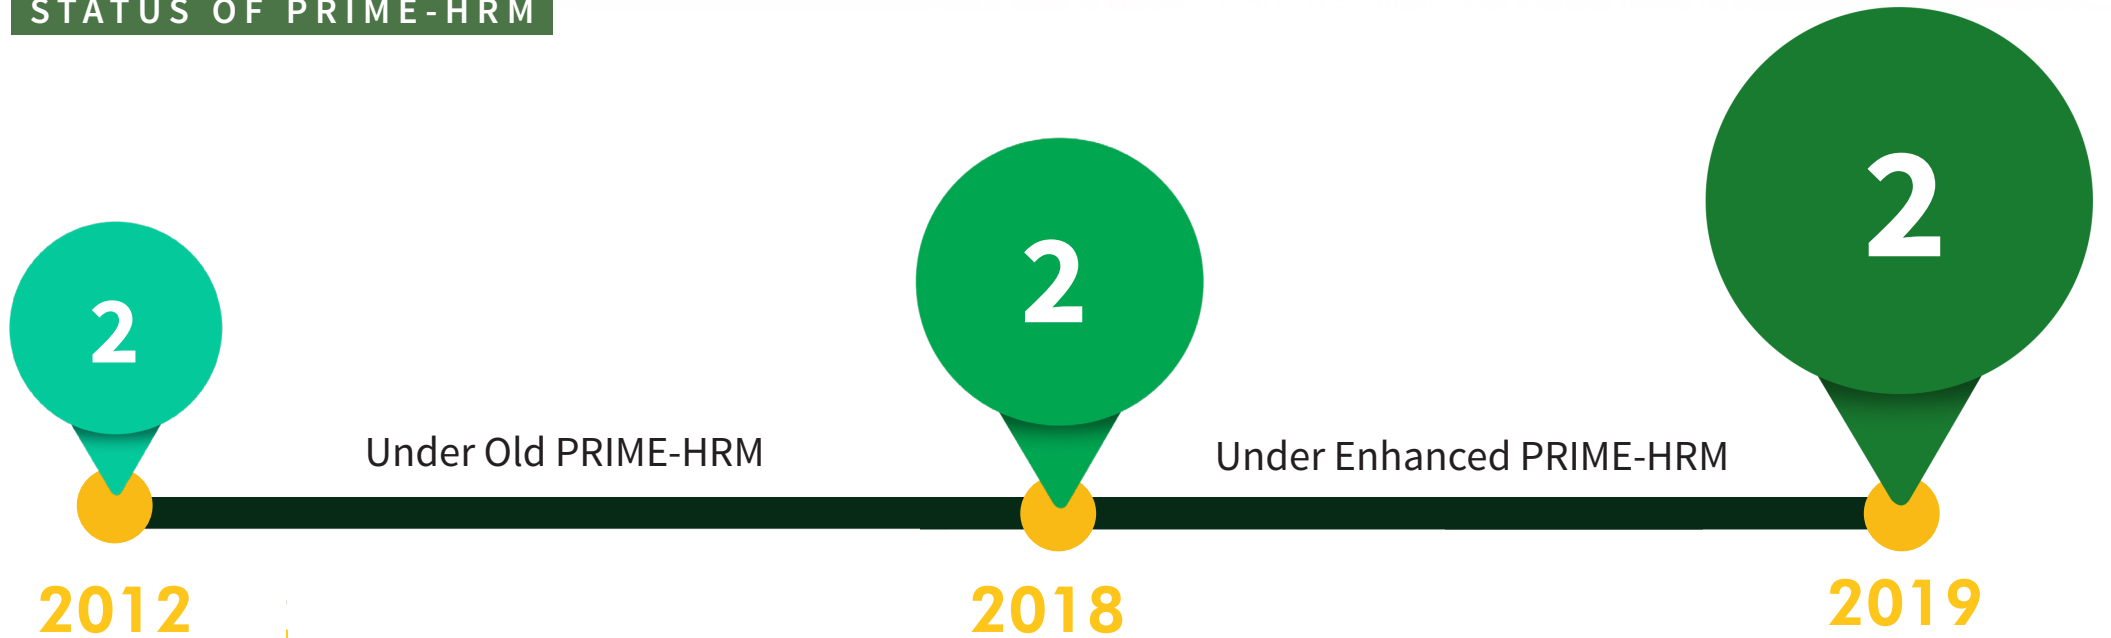 STATUS OF PRIME-HRM
2
2
2
Under Old PRIME-HRM
Under Enhanced PRIME-HRM
2012
2018
2019